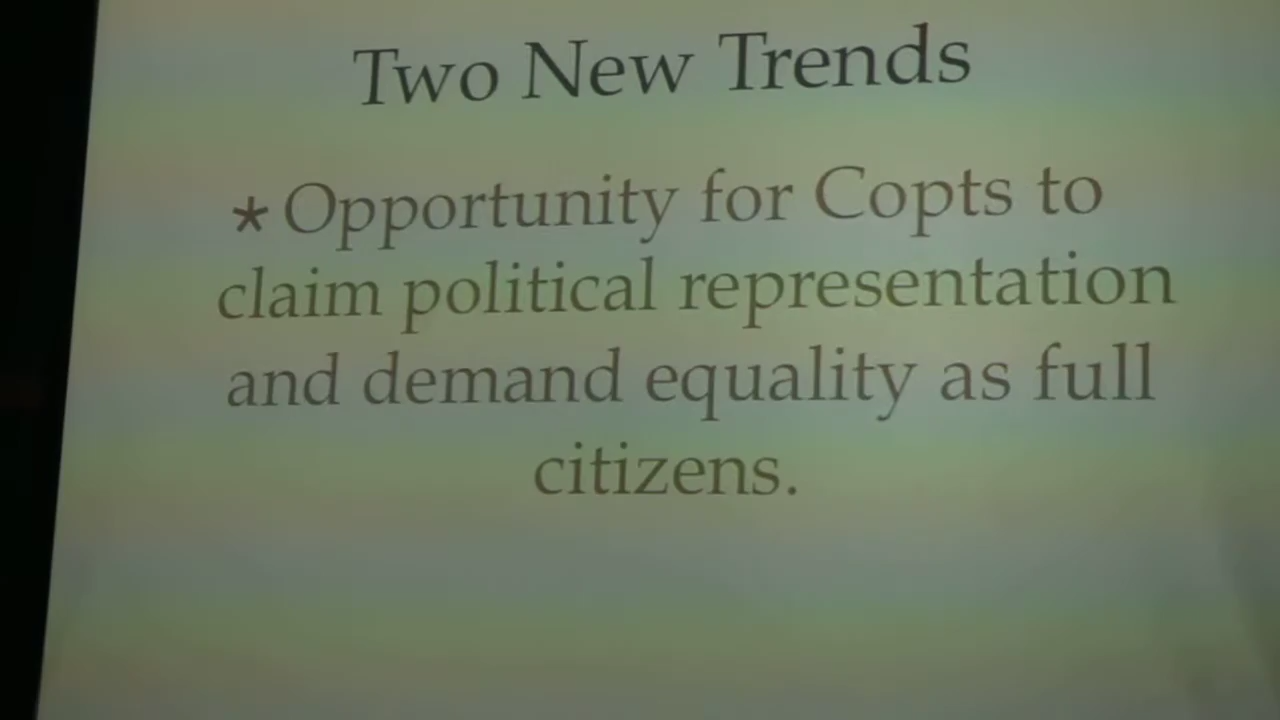 Two New Trends
* Opportunity for Copts to
claim political representation
and demand equality as full
citizens.